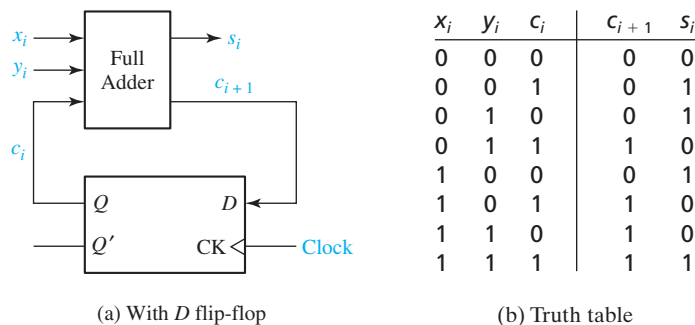 x_i
y_i
Full
Adder
s_i
c_{i+1}
c_i
Q
D
Q′
CK
Clock
(a) With D flip-flop
x_i y_i c_i c_{i+1} s_i
0 0 0 0 0
0 0 1 0 1
0 1 0 0 1
0 1 1 1 0
1 0 0 0 1
1 0 1 1 0
1 1 0 1 0
1 1 1 1 1
(b) Truth table